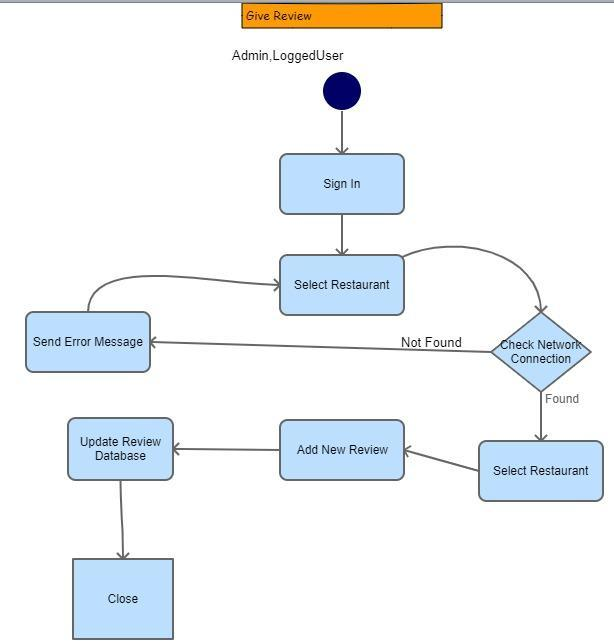 Give Review
Admin,LoggedUser
Sign In
Select Restaurant
Send Error Message
Not Found
Check Network
Connection
Found
Update Review
Database
Add New Review
Select Restaurant
Close